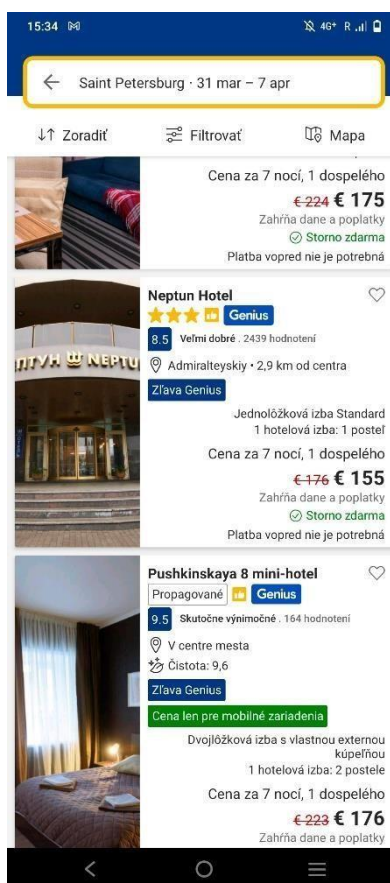 15:34 4G+ R
Saint Petersburg · 31 mar – 7 apr
Zoradiť Filtrovať Mapa
Cena za 7 nocí, 1 dospelého
€ 224 € 175
Zahŕňa dane a poplatky
Storno zdarma
Platba vopred nie je potrebná
Neptun Hotel
Genius
8.5 Veľmi dobré . 2439 hodnotení
Admiralteyskiy • 2,9 km od centra
Zľava Genius
ПТУН NEPTU
Jednolôžková izba Standard
1 hotelová izba: 1 posteľ
Cena za 7 nocí, 1 dospelého
€ 176 € 155
Zahŕňa dane a poplatky
Storno zdarma
Platba vopred nie je potrebná
Pushkinskaya 8 mini-hotel
Propagované Genius
9.5 Skutočne výnimočné . 164 hodnotení
V centre mesta
Čistota: 9,6
Zľava Genius
Cena len pre mobilné zariadenia
Dvojlôžková izba s vlastnou externou
kúpeľňou
1 hotelová izba: 2 postele
Cena za 7 nocí, 1 dospelého
€ 223 € 176
Zahŕňa dane a poplatky